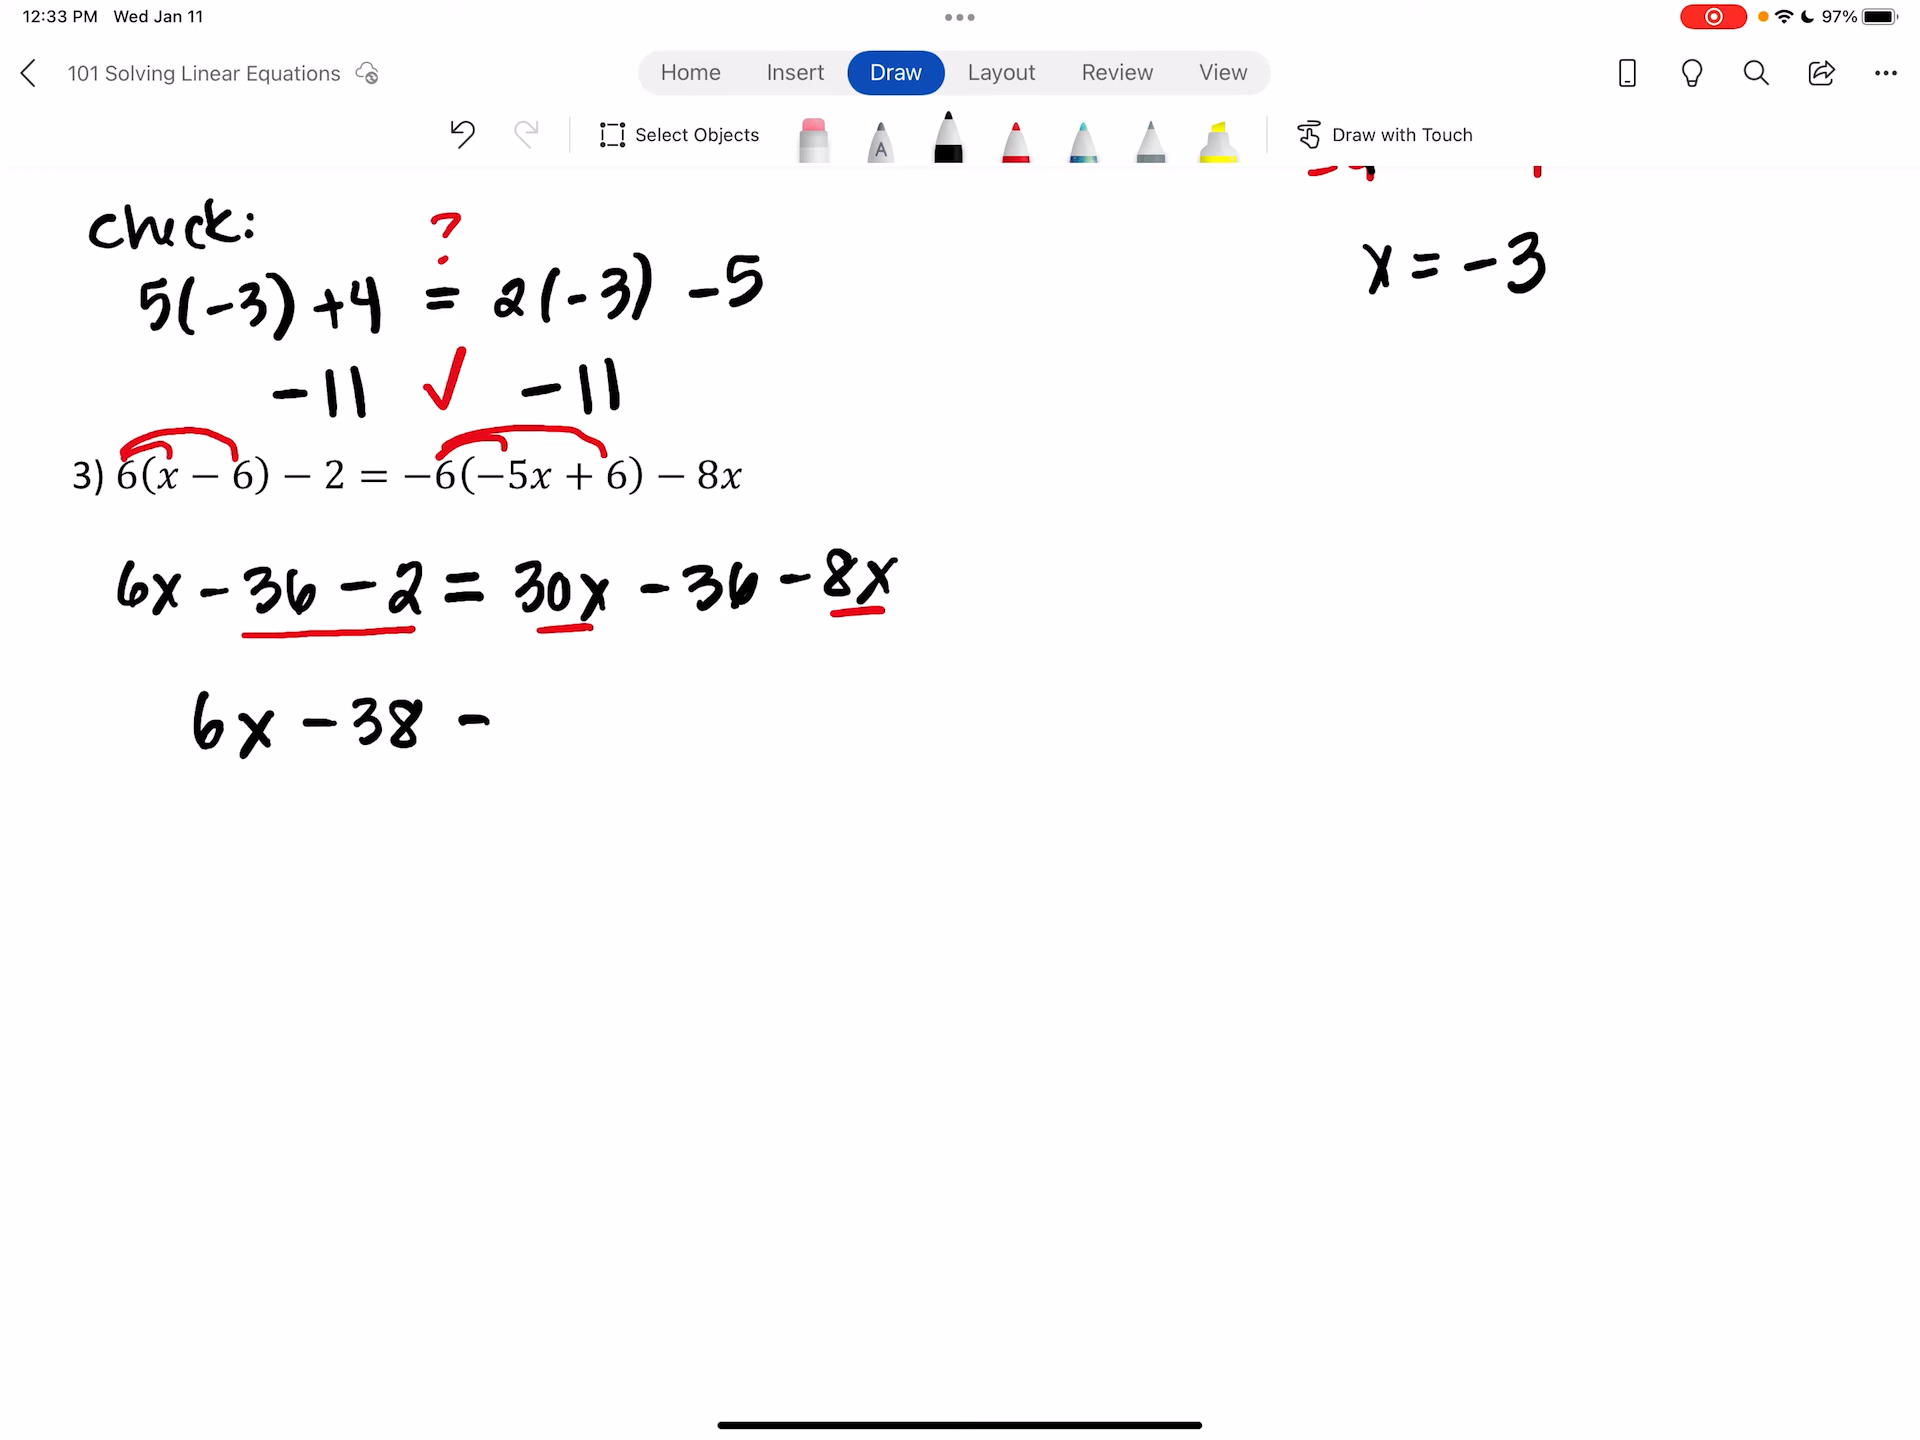 12:33 PM Wed Jan 11
97%
101 Solving Linear Equations
Home Insert Draw Layout Review View
Select Objects
A
Draw with Touch
Check:
?
5(-3) +4 = 2(-3) -5
-11 ✓ -11
x = -3
3) 6(x − 6) − 2 = −6(−5x + 6) − 8x
6x - 36 - 2 = 30x - 36 - 8x
6x - 38 -